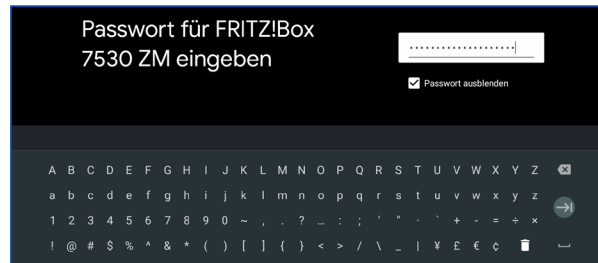 Passwort für FRITZ!Box
7530 ZM eingeben
····················
Passwort ausblenden
A B C D E F G H I J K L M N O P Q R S T U V W X Y Z
a b c d e f g h i j k l m n o p q r s t u v w x y z
1 2 3 4 5 6 7 8 9 0 ~ , . ? … : ; ' " · ` + - = ÷ ×
! @ # $ % ^ & * ( ) [ ] { } < > / \ _ | ¥ £ € ¢